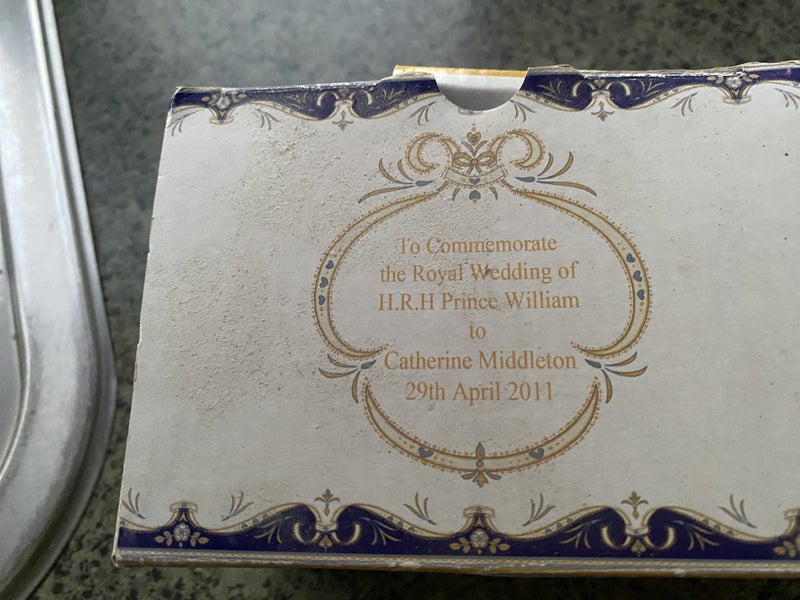 To Commemorate
the Royal Wedding of
H.R.H Prince William
to
Catherine Middleton
29th April 2011